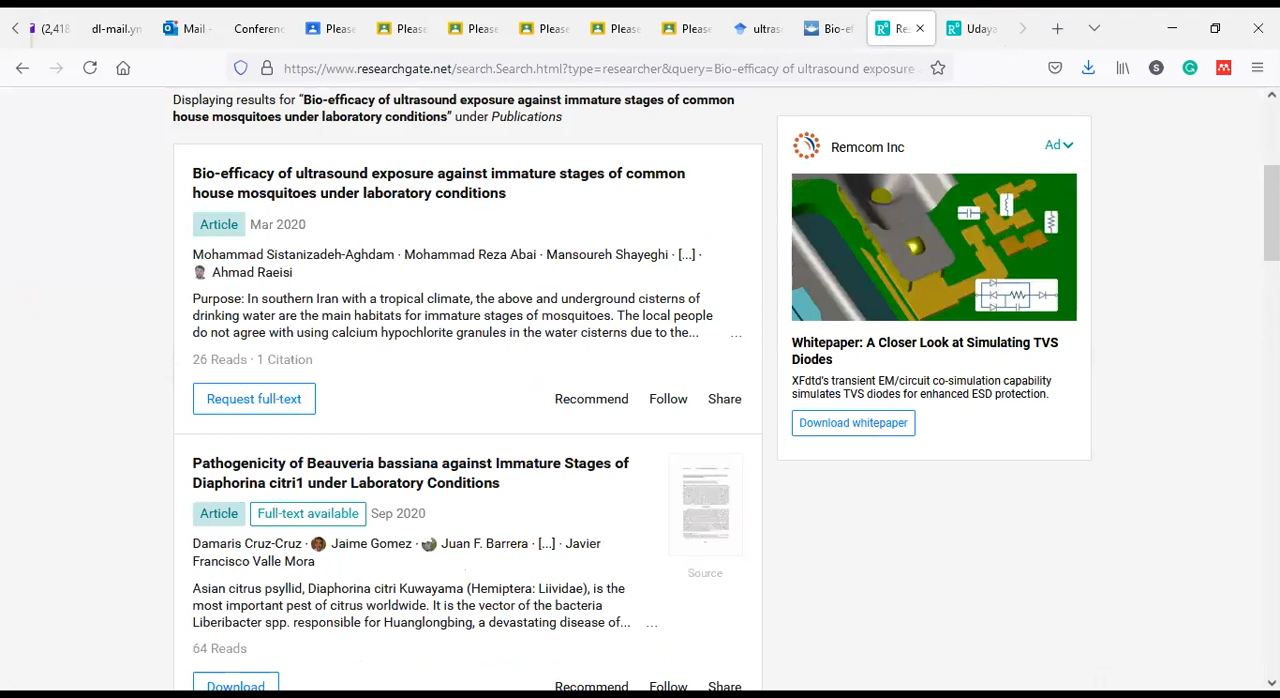 (2,418
dl-mail.yn
Mail -
Conferenc
Please
Please
Please
Please
Please
Please
ultras
Bio-ef
Res
Udaya
https://www.researchgate.net/search.Search.html?type=researcher&query=Bio-efficacy of ultrasound exposure
Displaying results for "Bio-efficacy of ultrasound exposure against immature stages of common
house mosquitoes under laboratory conditions" under Publications
Bio-efficacy of ultrasound exposure against immature stages of common
house mosquitoes under laboratory conditions
Article Mar 2020
Mohammad Sistanizadeh-Aghdam · Mohammad Reza Abai · Mansoureh Shayeghi · [...] ·
Ahmad Raeisi
Purpose: In southern Iran with a tropical climate, the above and underground cisterns of
drinking water are the main habitats for immature stages of mosquitoes. The local people
do not agree with using calcium hypochlorite granules in the water cisterns due to the... ...
26 Reads · 1 Citation
Request full-text Recommend Follow Share
Pathogenicity of Beauveria bassiana against Immature Stages of
Diaphorina citri1 under Laboratory Conditions
Article Full-text available Sep 2020
Damaris Cruz-Cruz · Jaime Gomez · Juan F. Barrera · [...] · Javier
Francisco Valle Mora
Source
Asian citrus psyllid, Diaphorina citri Kuwayama (Hemiptera: Liividae), is the
most important pest of citrus worldwide. It is the vector of the bacteria
Liberibacter spp. responsible for Huanglongbing, a devastating disease of... ...
64 Reads
Download Recommend Follow Share
Remcom Inc Ad
Whitepaper: A Closer Look at Simulating TVS
Diodes
XFdtd's transient EM/circuit co-simulation capability
simulates TVS diodes for enhanced ESD protection.
Download whitepaper